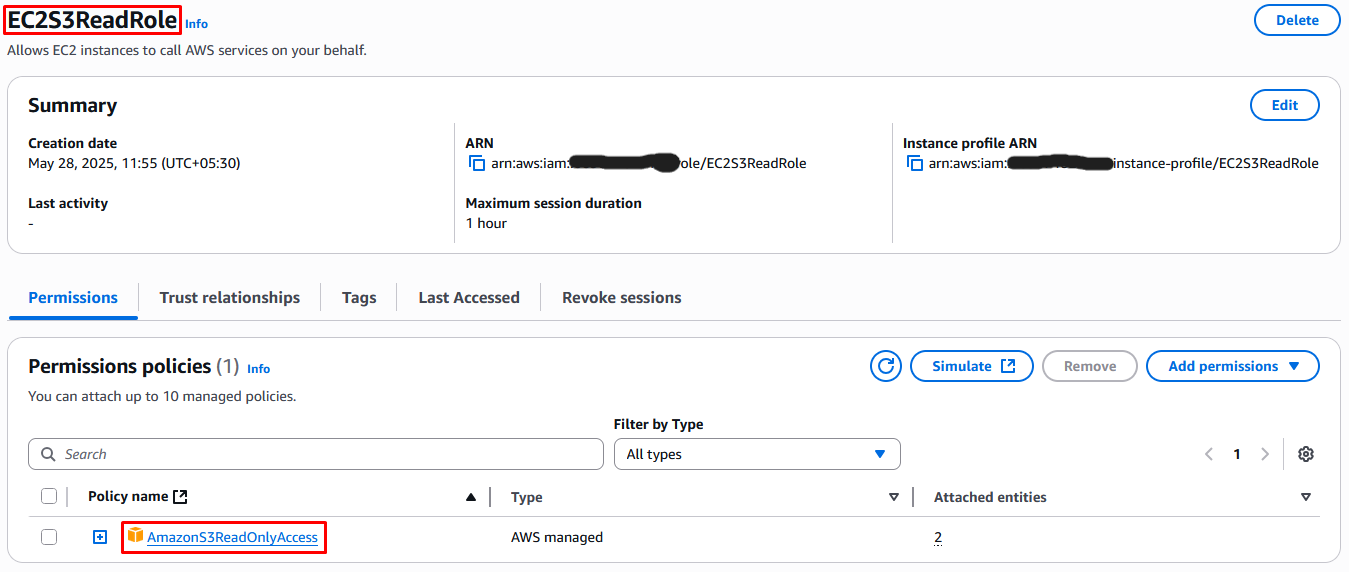 EC2S3ReadRole Info
Delete
Allows EC2 instances to call AWS services on your behalf.
Summary
Edit
Creation date
May 28, 2025, 11:55 (UTC+05:30)
ARN
arn:aws:iam: ole/EC2S3ReadRole
Instance profile ARN
arn:aws:iam: instance-profile/EC2S3ReadRole
Last activity
-
Maximum session duration
1 hour
Permissions
Trust relationships
Tags
Last Accessed
Revoke sessions
Permissions policies (1) Info
Simulate
Remove
Add permissions
You can attach up to 10 managed policies.
Filter by Type
Search
All types
1
Policy name
Type
Attached entities
AmazonS3ReadOnlyAccess
AWS managed
2